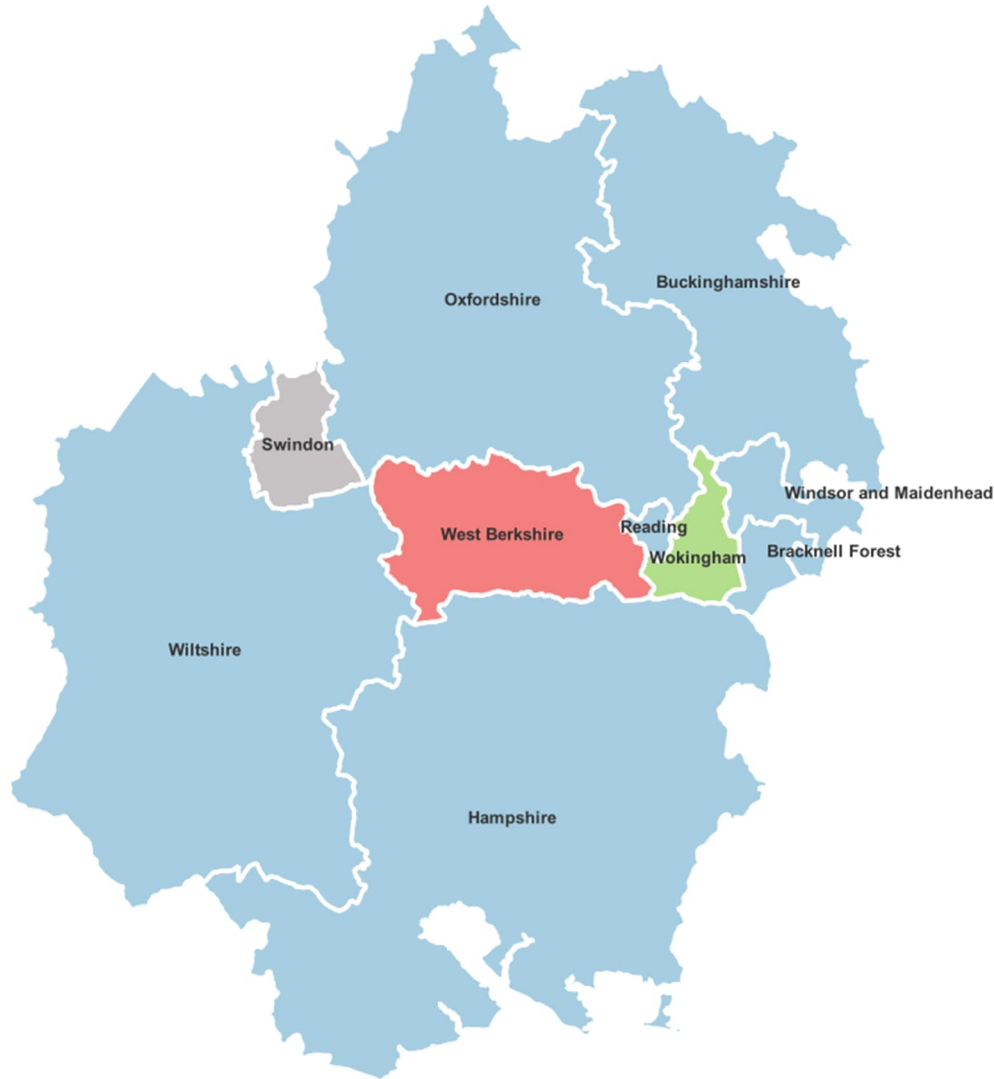 Buckinghamshire
Oxfordshire
Swindon
Windsor and Maidenhead
Reading
West Berkshire
Bracknell Forest
Wokingham
Wiltshire
Hampshire